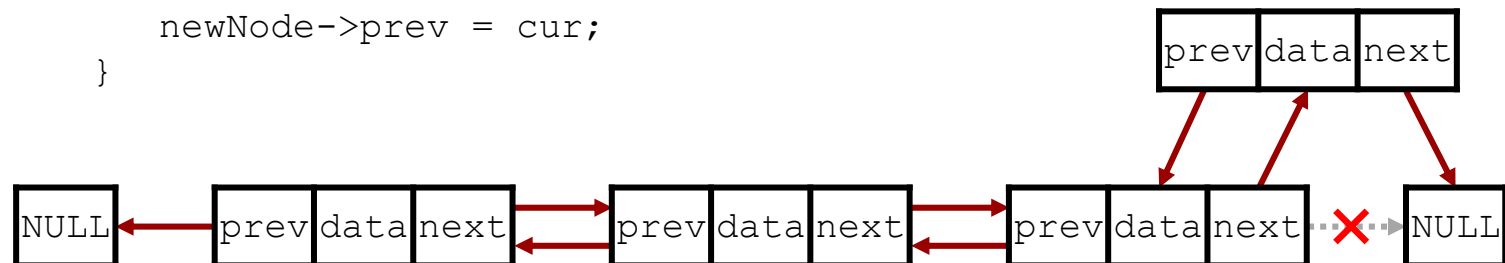 newNode->prev = cur;
}
prev data next
NULL prev data next prev data next prev data next NULL